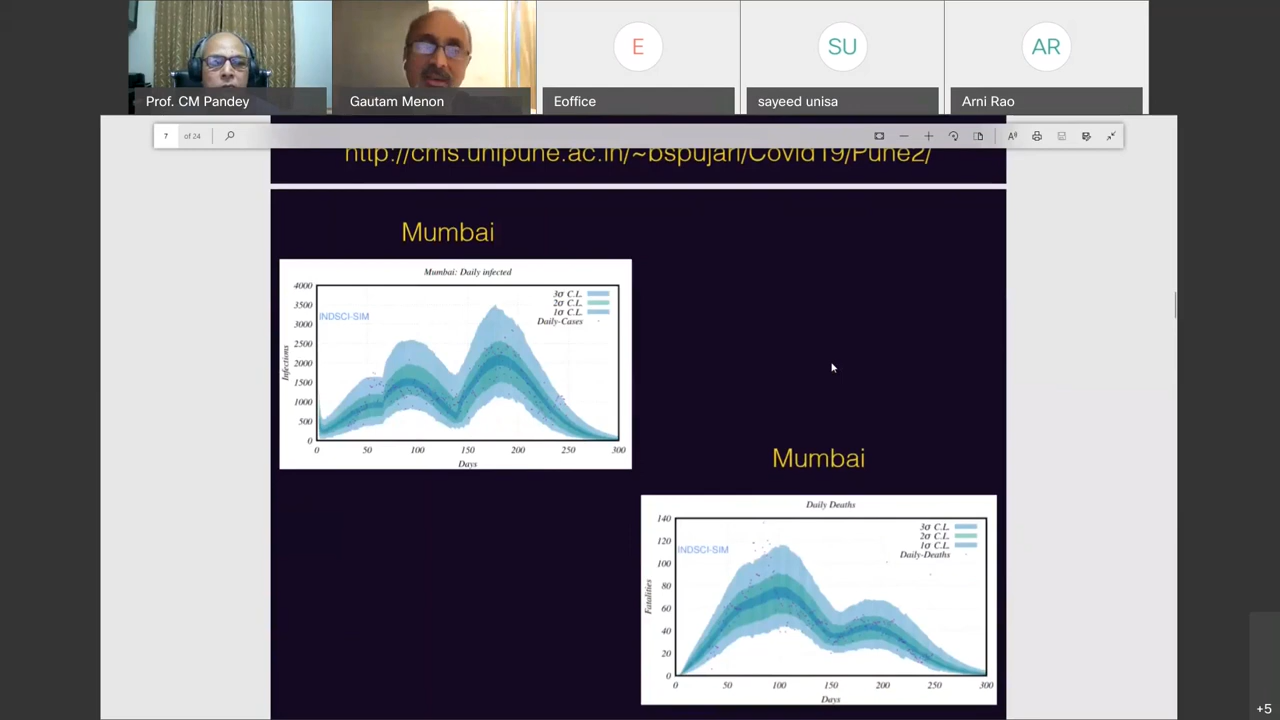 E
SU
AR
Prof. CM Pandey
Gautam Menon
Eoffice
sayeed unisa
Arni Rao
7
of 24
http://cms.unipune.ac.in/~bspujari/Covid19/Pune2/
Mumbai
Mumbai: Daily infected
3σ C.L.
2σ C.L.
1σ C.L.
Daily-Cases
INDSCI-SIM
4000
3500
3000
2500
2000
1500
1000
500
0
Infections
0 50 100 150 200 250 300
Days
Mumbai
Daily Deaths
3σ C.L.
2σ C.L.
1σ C.L.
Daily-Deaths
INDSCI-SIM
140
120
100
80
60
40
20
0
Fatalities
0 50 100 150 200 250 300
Days
+5